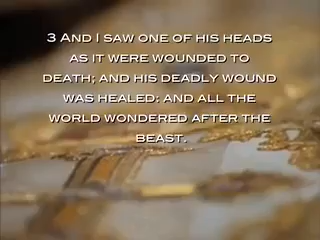 3 And I saw one of his heads
as it were wounded to
death; and his deadly wound
was healed: and all the
world wondered after the
beast.